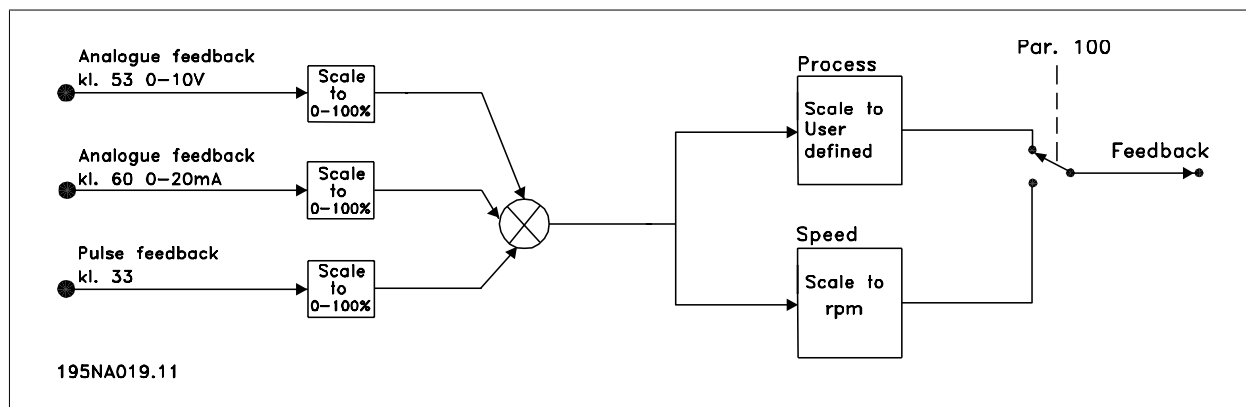 Analogue feedback
kl. 53 0-10V
Scale
to
0-100%
Analogue feedback
kl. 60 0-20mA
Scale
to
0-100%
Pulse feedback
kl. 33
Scale
to
0-100%
Process
Scale to
User
defined
Speed
Scale to
rpm
Par. 100
Feedback
195NA019.11